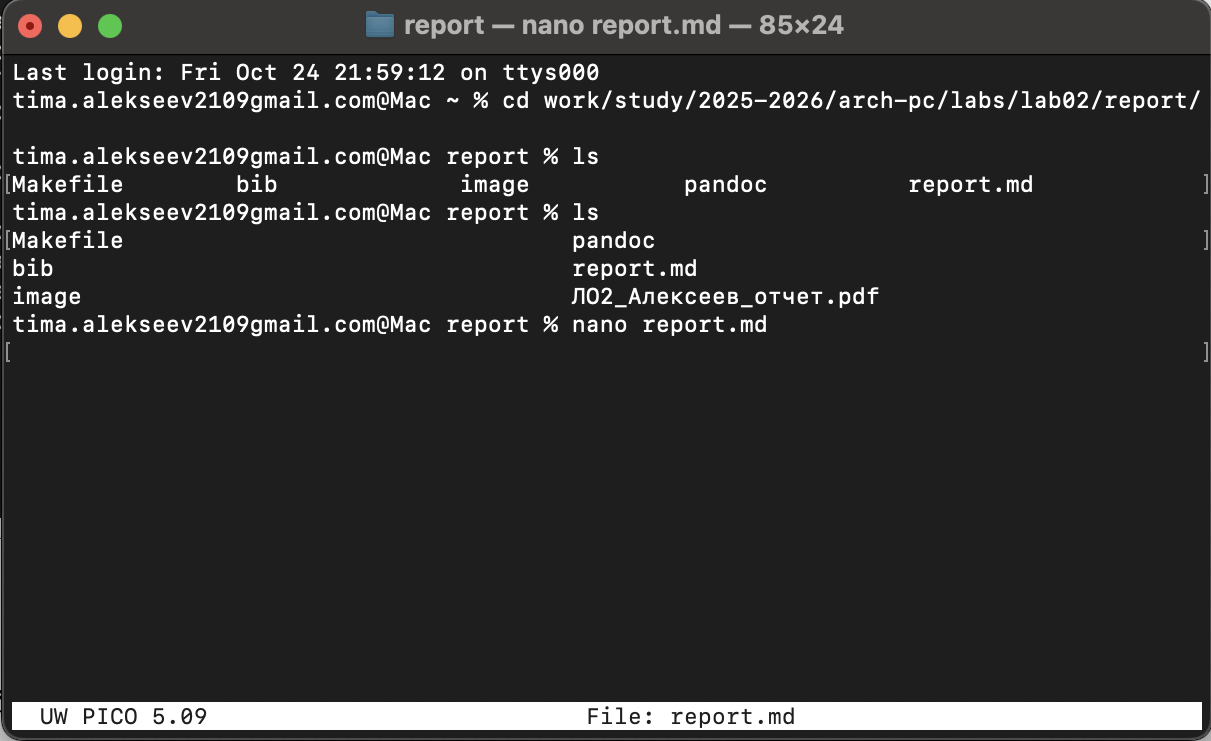 report — nano report.md — 85×24
Last login: Fri Oct 24 21:59:12 on ttys000
tima.alekseev2109gmail.com@Mac ~ % cd work/study/2025-2026/arch-pc/labs/lab02/report/
tima.alekseev2109gmail.com@Mac report % ls
[Makefile bib image pandoc report.md ]
tima.alekseev2109gmail.com@Mac report % ls
[Makefile pandoc ]
bib report.md
image ЛО2_Алексеев_отчет.pdf
tima.alekseev2109gmail.com@Mac report % nano report.md
[ ]
UW PICO 5.09 File: report.md